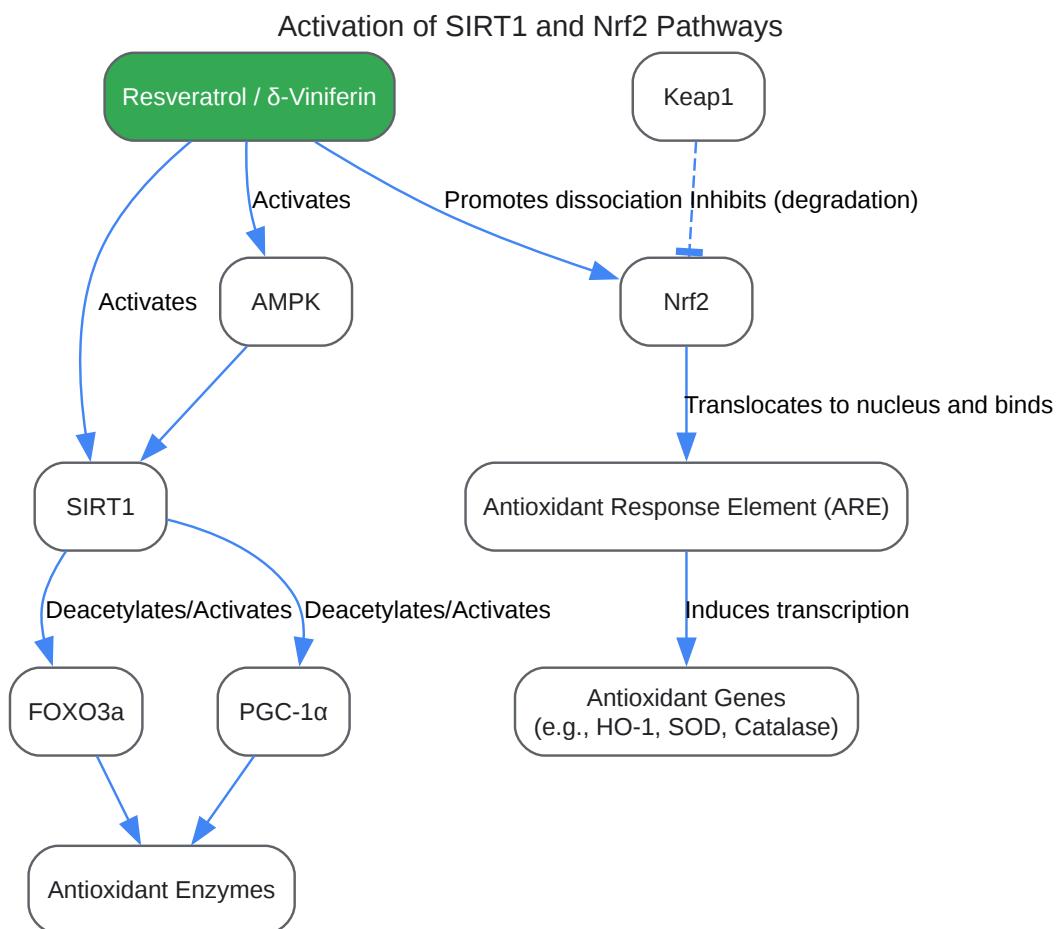 Activation of SIRT1 and Nrf2 Pathways
Resveratrol / δ-Viniferin
Keap1
Activates
Promotes dissociation
Inhibits (degradation)
Activates
AMPK
Nrf2
Translocates to nucleus and binds
SIRT1
Antioxidant Response Element (ARE)
Deacetylates/Activates
Deacetylates/Activates
Induces transcription
FOXO3a
PGC-1α
Antioxidant Genes
(e.g., HO-1, SOD, Catalase)
Antioxidant Enzymes